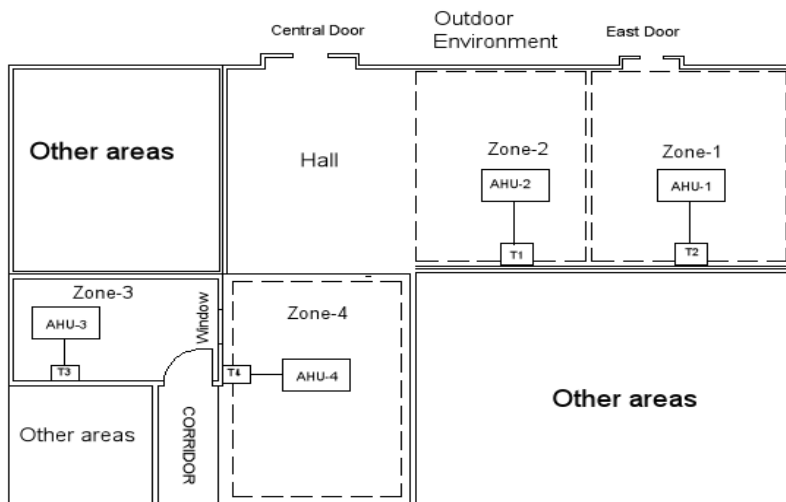 Central Door
Outdoor
Environment
East Door
Other areas
Hall
Zone-2
Zone-1
AHU-2
AHU-1
T1
T2
Zone-3
AHU-3
T3
Window
Zone-4
T4
AHU-4
Other areas
CORRIDOR
Other areas